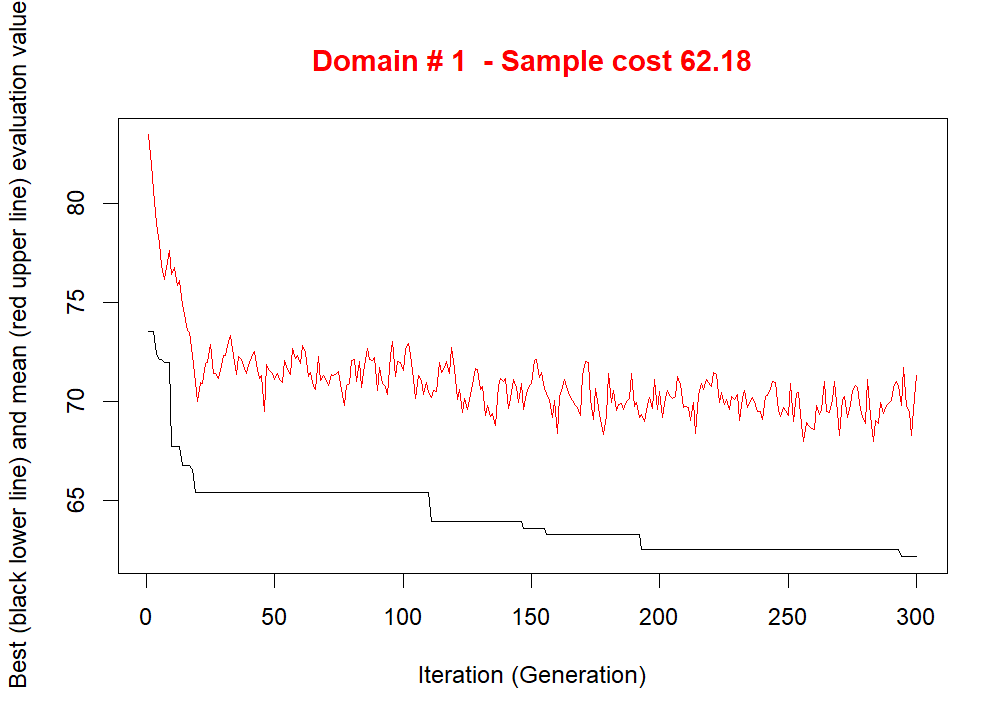 Domain # 1  - Sample cost 62.18
Best (black lower line) and mean (red upper line) evaluation value
80
75
70
65
0 50 100 150 200 250 300
Iteration (Generation)